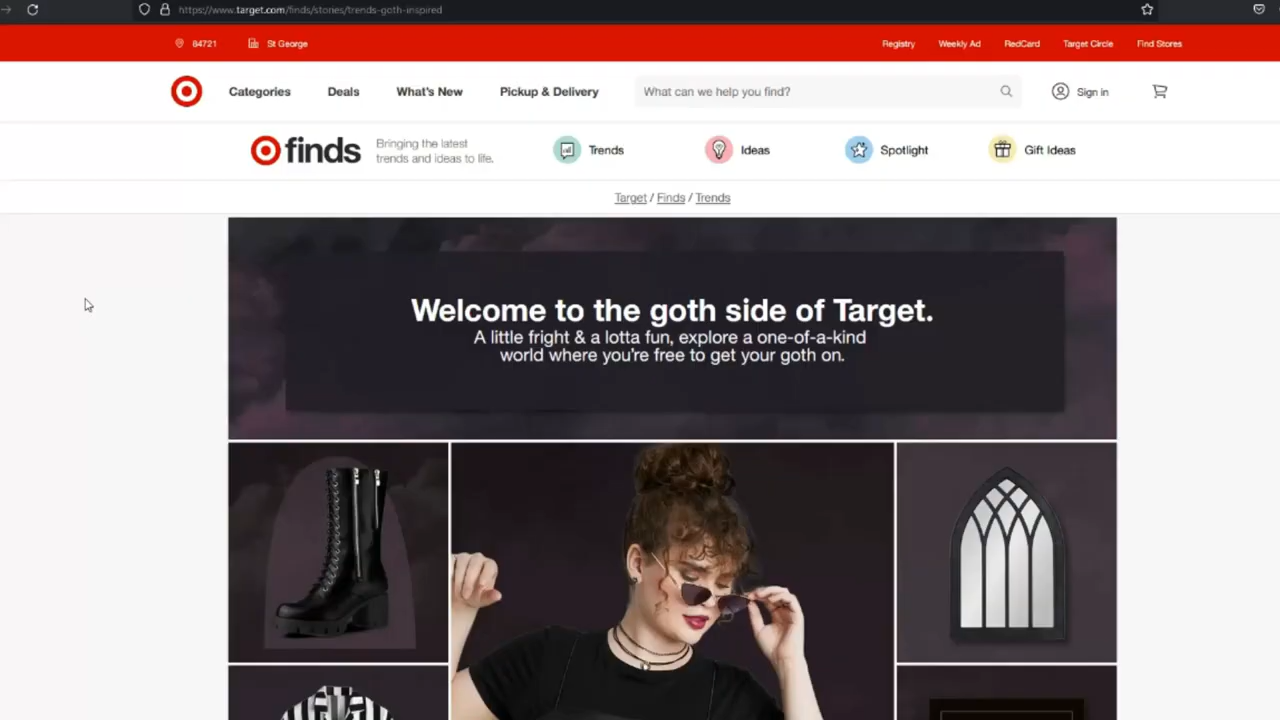 https://www.target.com/finds/stories/trends-goth-inspired
84721 St George Registry Weekly Ad RedCard Target Circle Find Stores
Categories Deals What's New Pickup & Delivery What can we help you find? Sign in
finds Bringing the latest trends and ideas to life. Trends Ideas Spotlight Gift Ideas
Target / Finds / Trends
Welcome to the goth side of Target.
A little fright & a lotta fun, explore a one-of-a-kind
world where you're free to get your goth on.